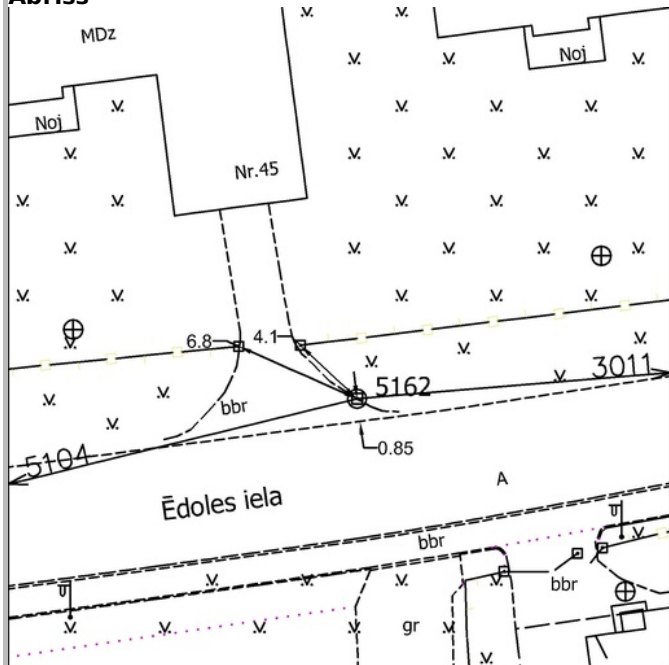 Abriss
MDz
Noj
Noj
Nr.45
6.8
4.1
5162
3011
bbr
0.85
5104
Ēdoles iela
A
bbr
bbr
gr